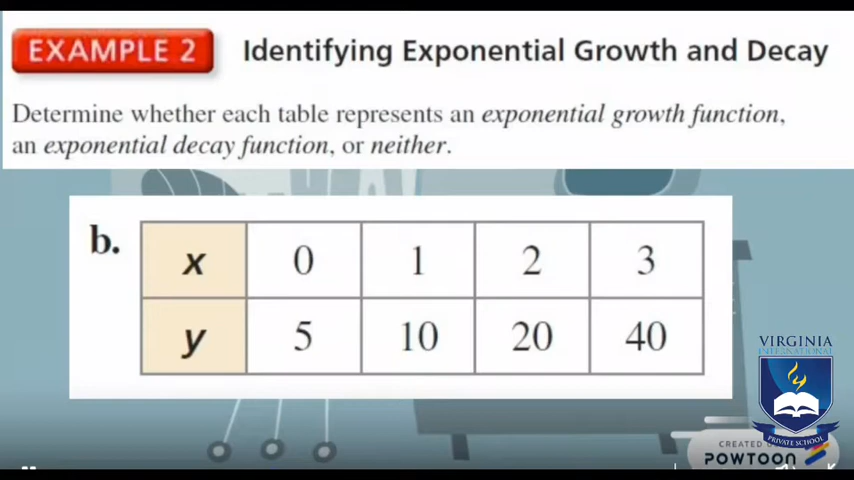 EXAMPLE 2 Identifying Exponential Growth and Decay
Determine whether each table represents an exponential growth function,
an exponential decay function, or neither.
b.
x 0 1 2 3
y 5 10 20 40
VIRGINIA
INTERNATIONAL
PRIVATE SCHOOL
POWTOON
CREATED